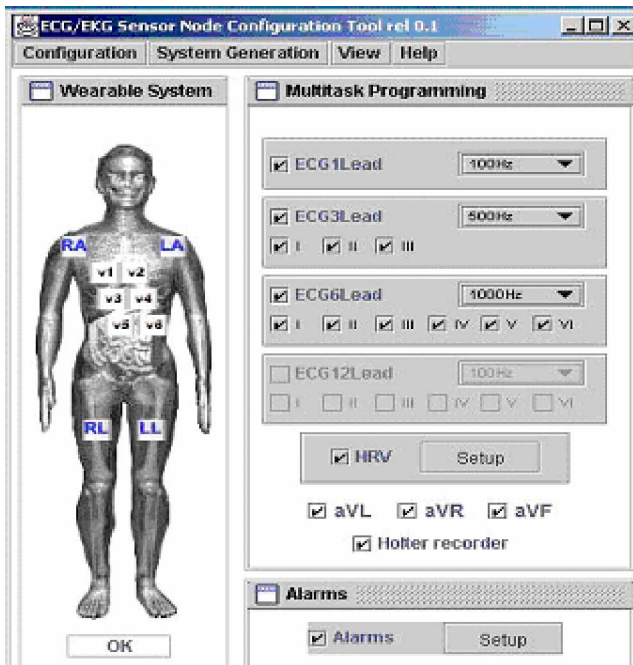 ECG/EKG Sensor Node Configuration Tool rel 0.1
Configuration System Generation View Help
Wearable System
RA LA
v1 v2
v3 v4
v5 v6
RL LL
OK
Multitask Programming
ECG1Lead 100Hz
ECG3Lead 500Hz
I II III
ECG6Lead 1000Hz
I II III IV V VI
ECG12Lead 100Hz
I II III IV V VI
HRV Setup
aVL aVR aVF
Holter recorder
Alarms
Alarms Setup